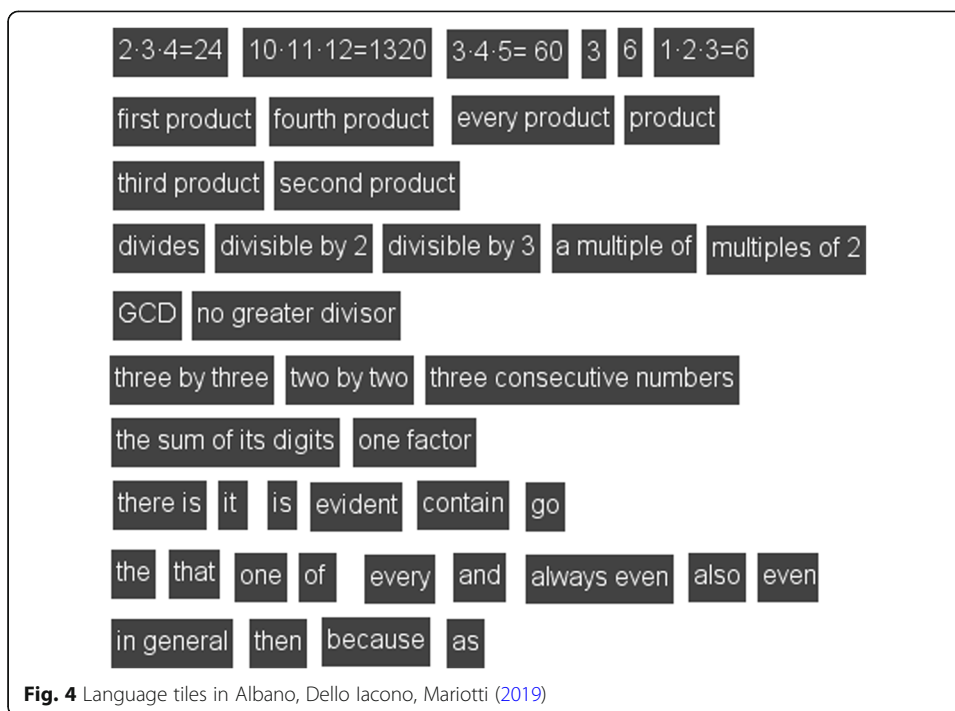 2·3·4=24 10·11·12=1320 3·4·5= 60 3 6 1·2·3=6
first product fourth product every product product
third product second product
divides divisible by 2 divisible by 3 a multiple of multiples of 2
GCD no greater divisor
three by three two by two three consecutive numbers
the sum of its digits one factor
there is it is evident contain go
the that one of every and always even also even
in general then because as
Fig. 4 Language tiles in Albano, Dello Iacono, Mariotti (2019)